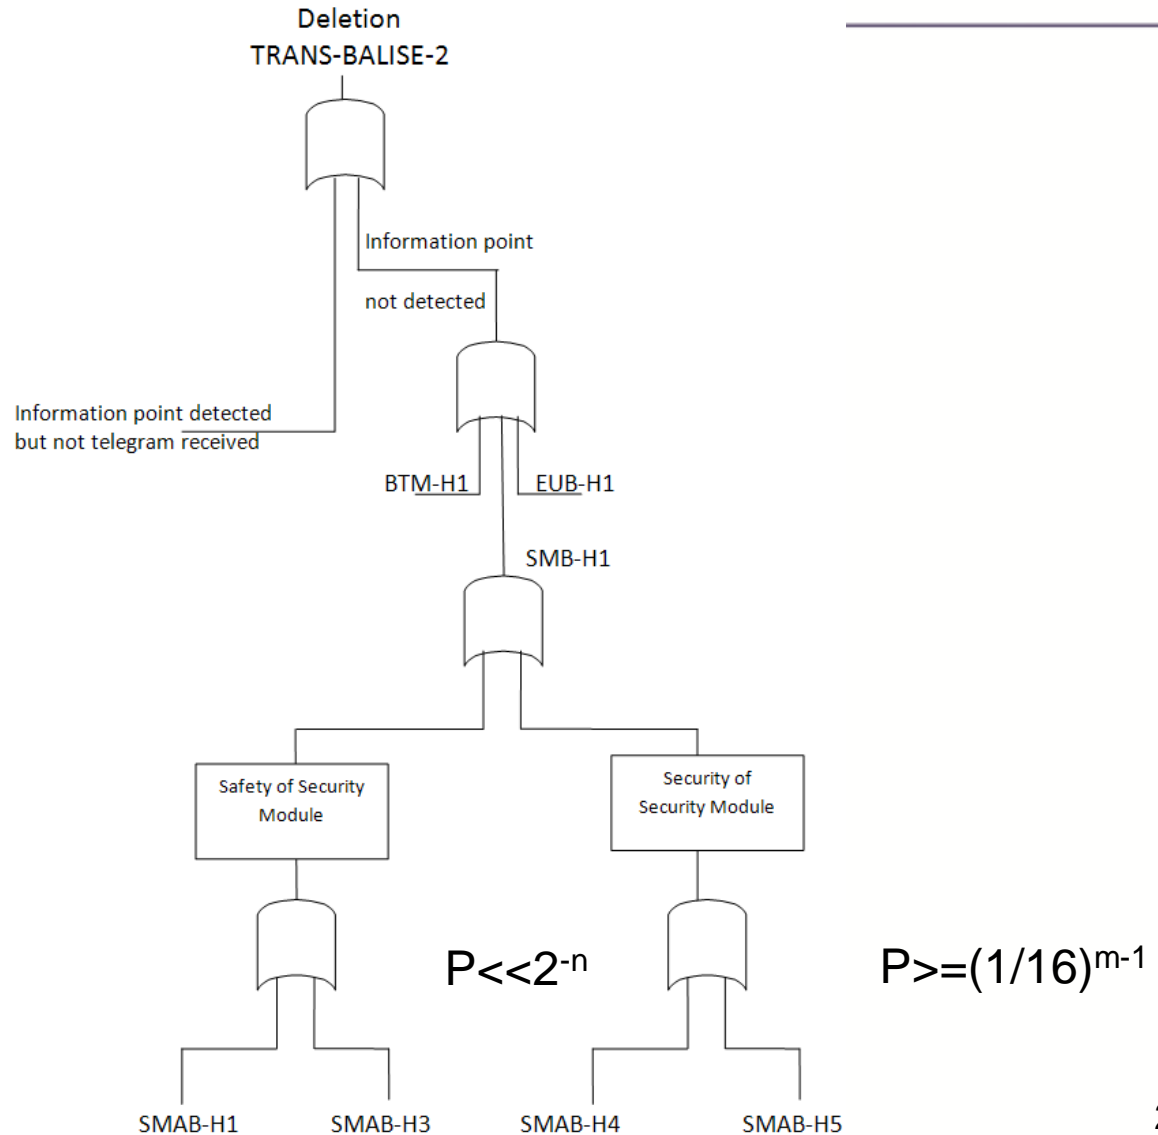 Deletion
TRANS-BALISE-2
Information point
not detected
Information point detected
but not telegram received
BTM-H1
EUB-H1
SMB-H1
Safety of Security
Module
Security of
Security Module
P<<2^-n
P>=(1/16)^m-1
SMAB-H1
SMAB-H3
SMAB-H4
SMAB-H5